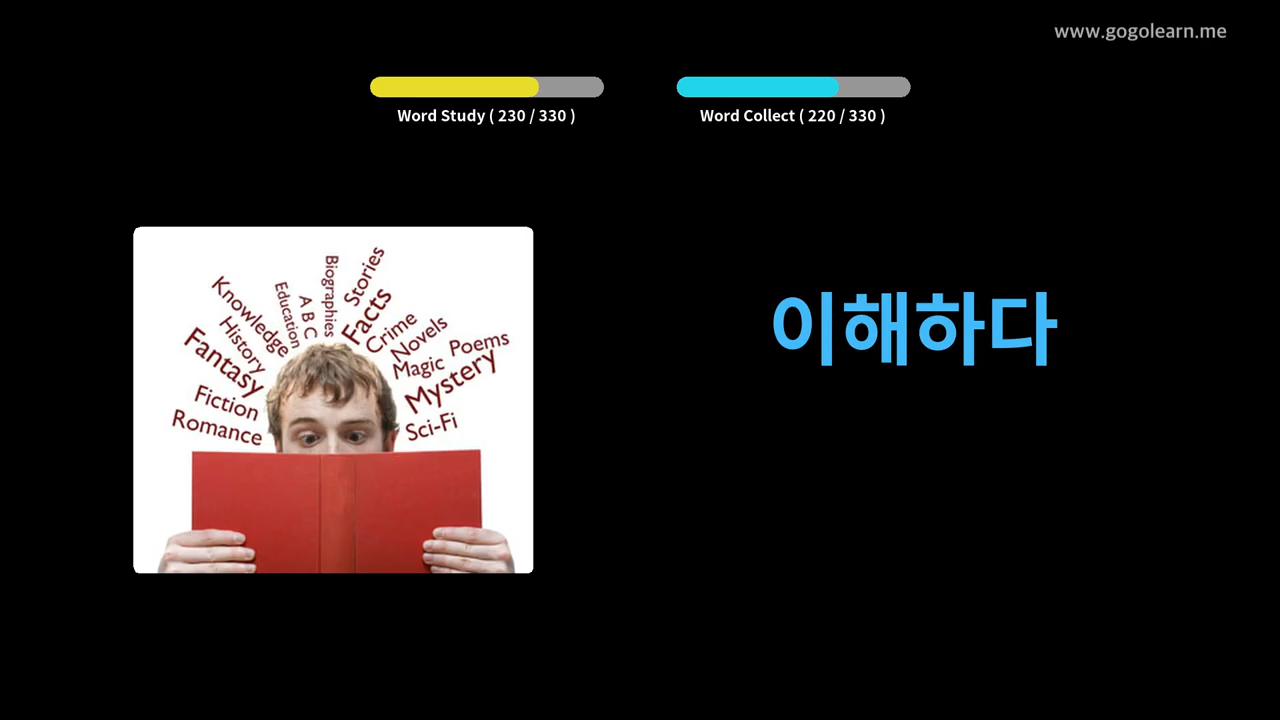 www.gogolearn.me
Word Study ( 230 / 330 )
Word Collect ( 220 / 330 )
Knowledge
History
Fantasy
Fiction
Romance
Education
A B C
Biographies
Stories
Facts
Crime
Novels
Magic
Poems
Mystery
Sci-Fi
이해하다